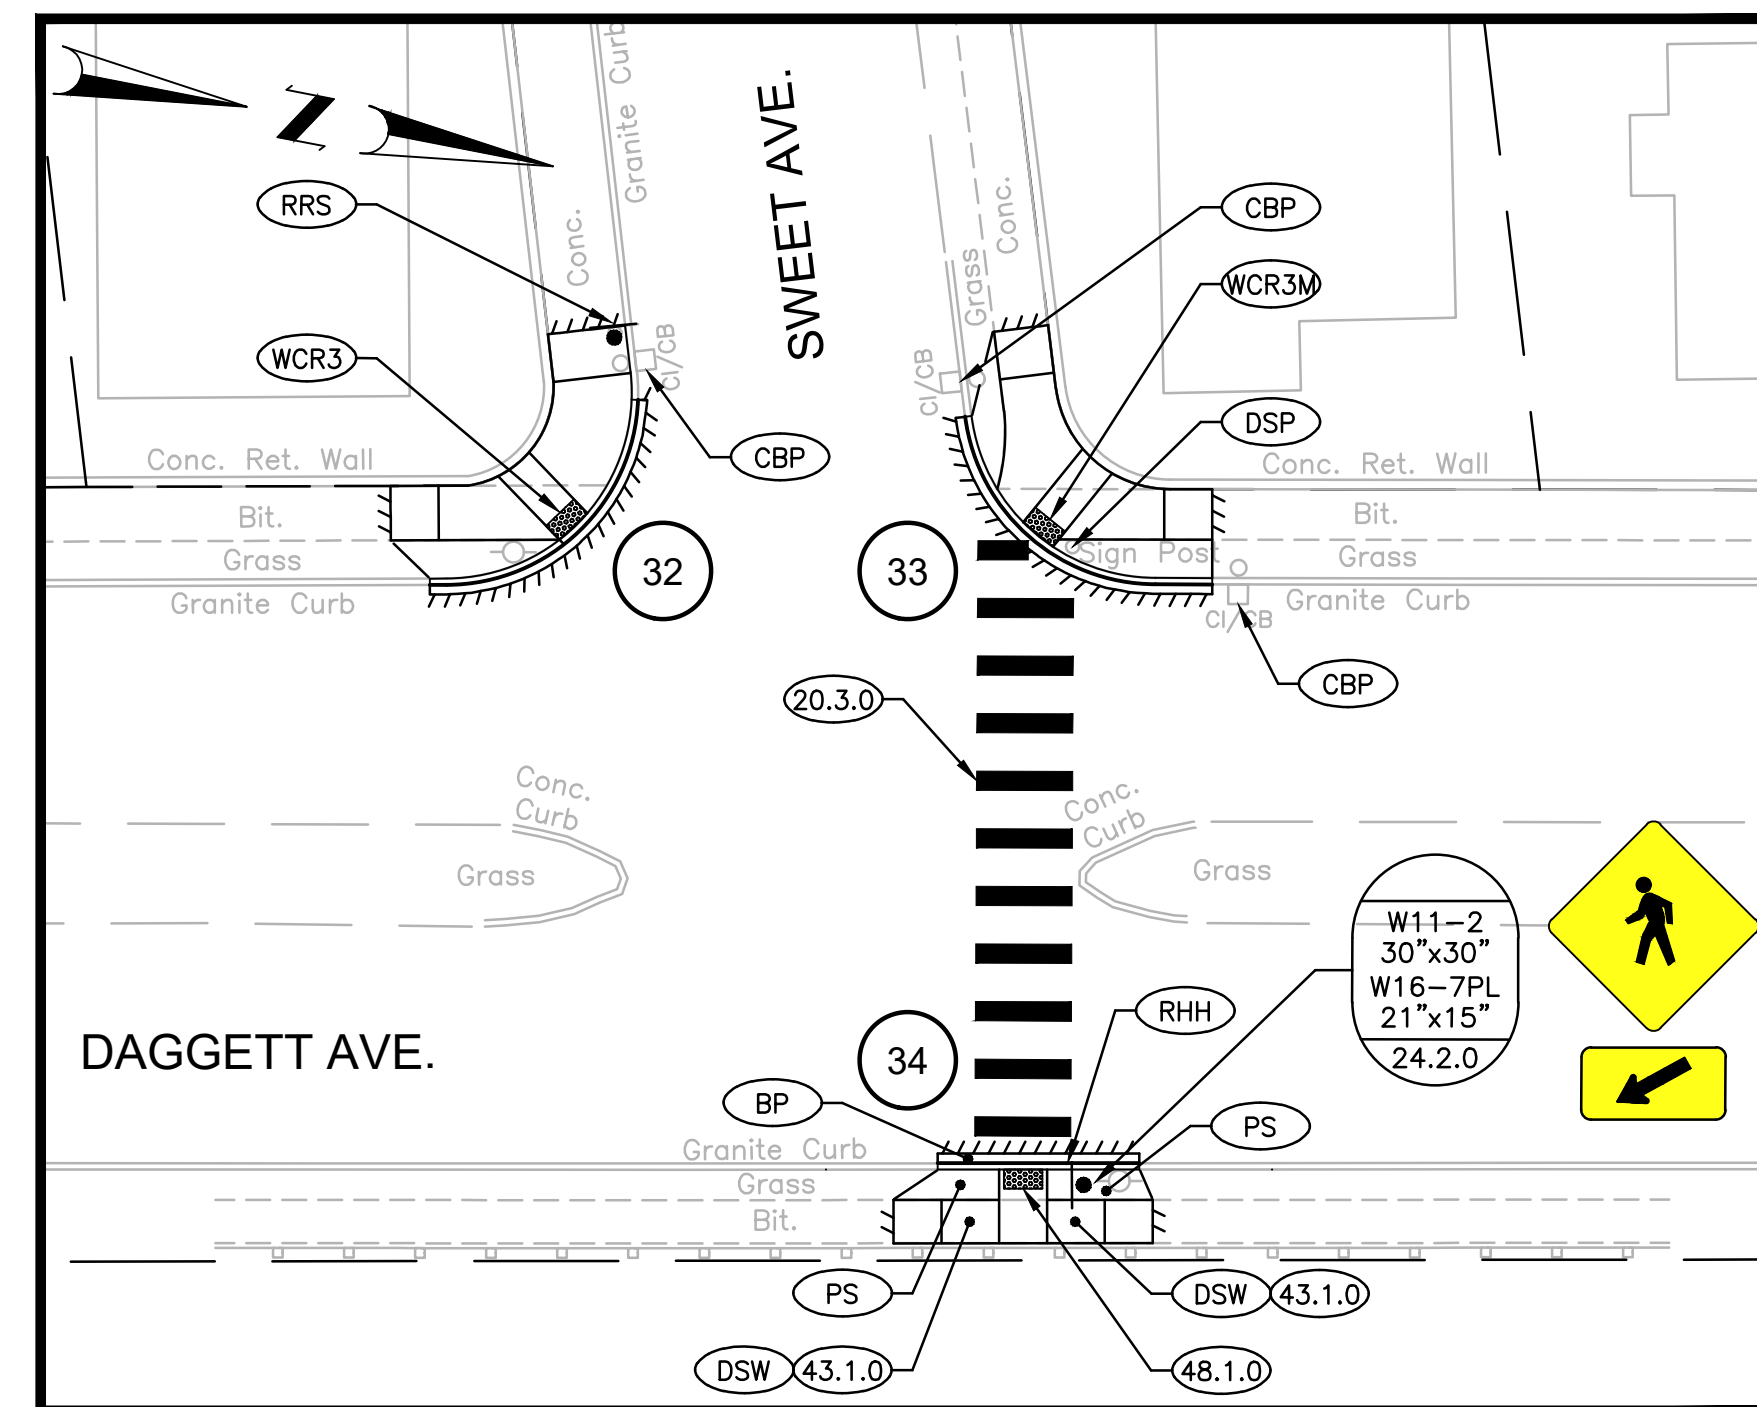 Granite Curb
SWEET AVE.
N
RRS
Conc.
CBP
Conc.
Grass
WCR3M
WCR3
CI/CB
CI/CB
DSP
CBP
Conc. Ret. Wall
Conc. Ret. Wall
Bit.
Bit.
Grass
Sign Post
Grass
32
33
Granite Curb
Granite Curb
CI/CB
CBP
20.3.0
Conc.
Curb
Conc.
Curb
Grass
Grass
W11-2
30"x30"
W16-7PL
21"x15"
24.2.0
RHH
DAGGETT AVE.
34
BP
PS
Granite Curb
Grass
Bit.
PS
DSW 43.1.0
DSW 43.1.0
48.1.0